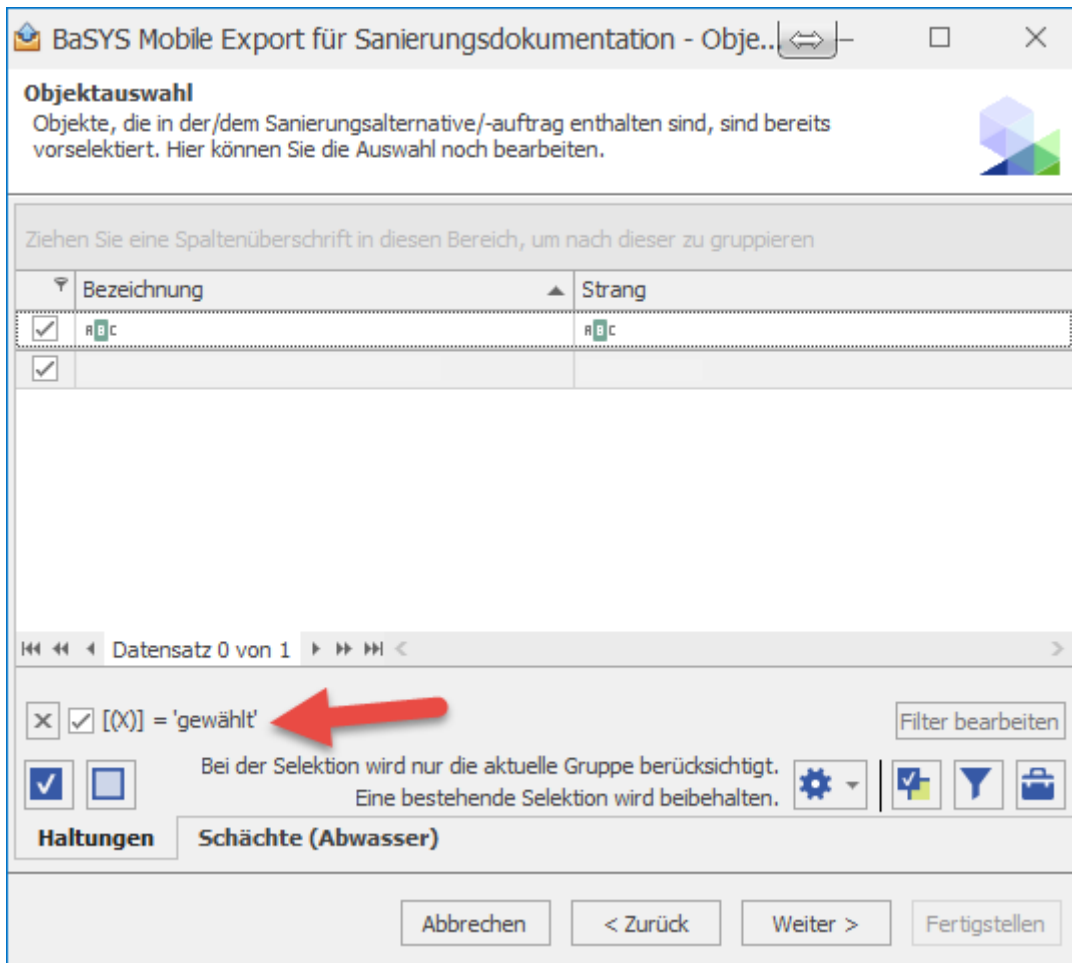 BaSYS Mobile Export für Sanierungsdokumentation - Obje...
Objektauswahl
Objekte, die in der/dem Sanierungsalternative/-auftrag enthalten sind, sind bereits
vorselektiert. Hier können Sie die Auswahl noch bearbeiten.
Ziehen Sie eine Spaltenüberschrift in diesen Bereich, um nach dieser zu gruppieren
Bezeichnung Strang
ABC ABC
Datensatz 0 von 1
[(X)] = 'gewählt'
Filter bearbeiten
Bei der Selektion wird nur die aktuelle Gruppe berücksichtigt.
Eine bestehende Selektion wird beibehalten.
Haltungen Schächte (Abwasser)
Abbrechen < Zurück Weiter > Fertigstellen